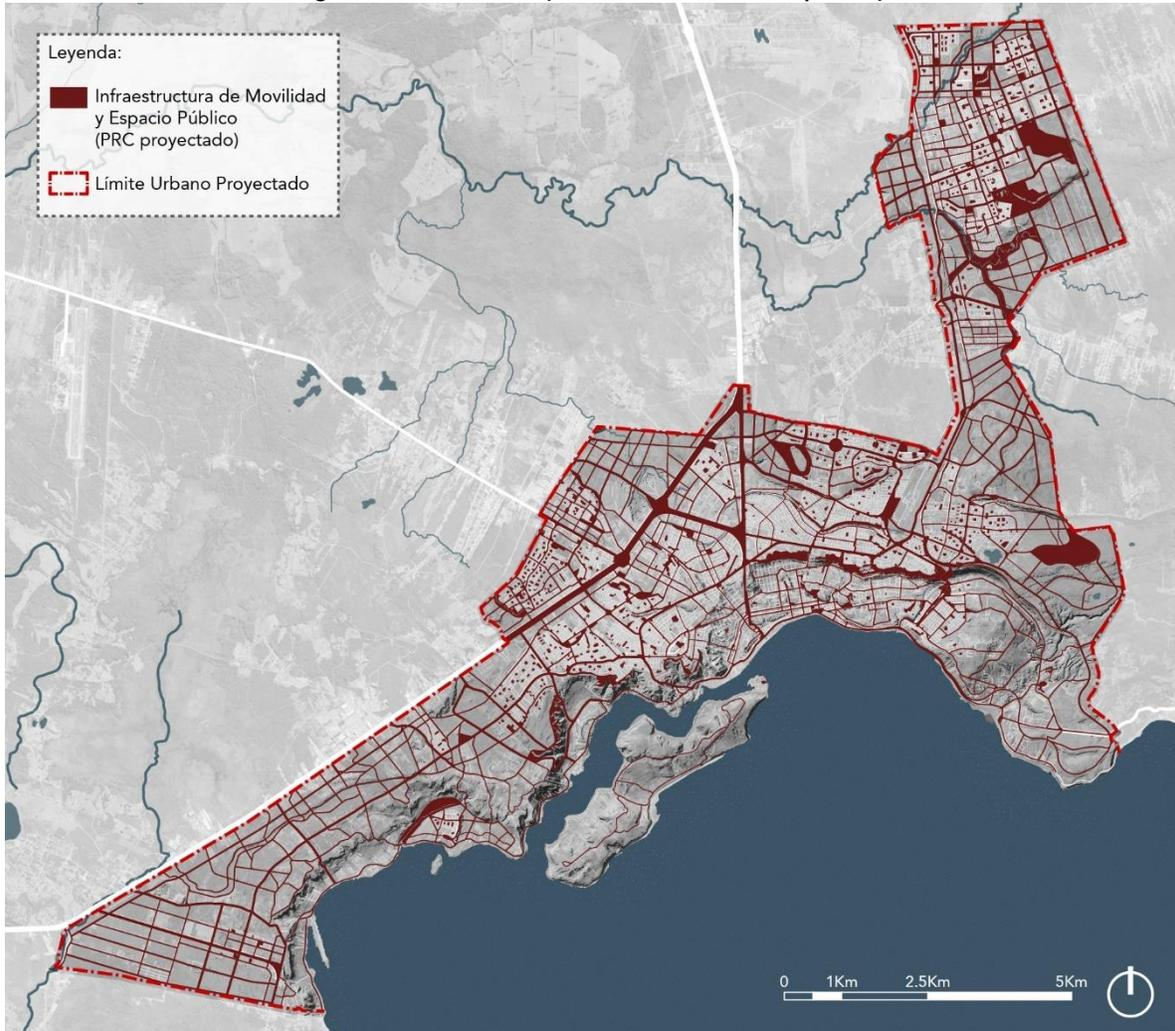 Leyenda:
Infraestructura de Movilidad
y Espacio Público
(PRC proyectado)
Límite Urbano Proyectado
0 1Km 2.5Km 5Km